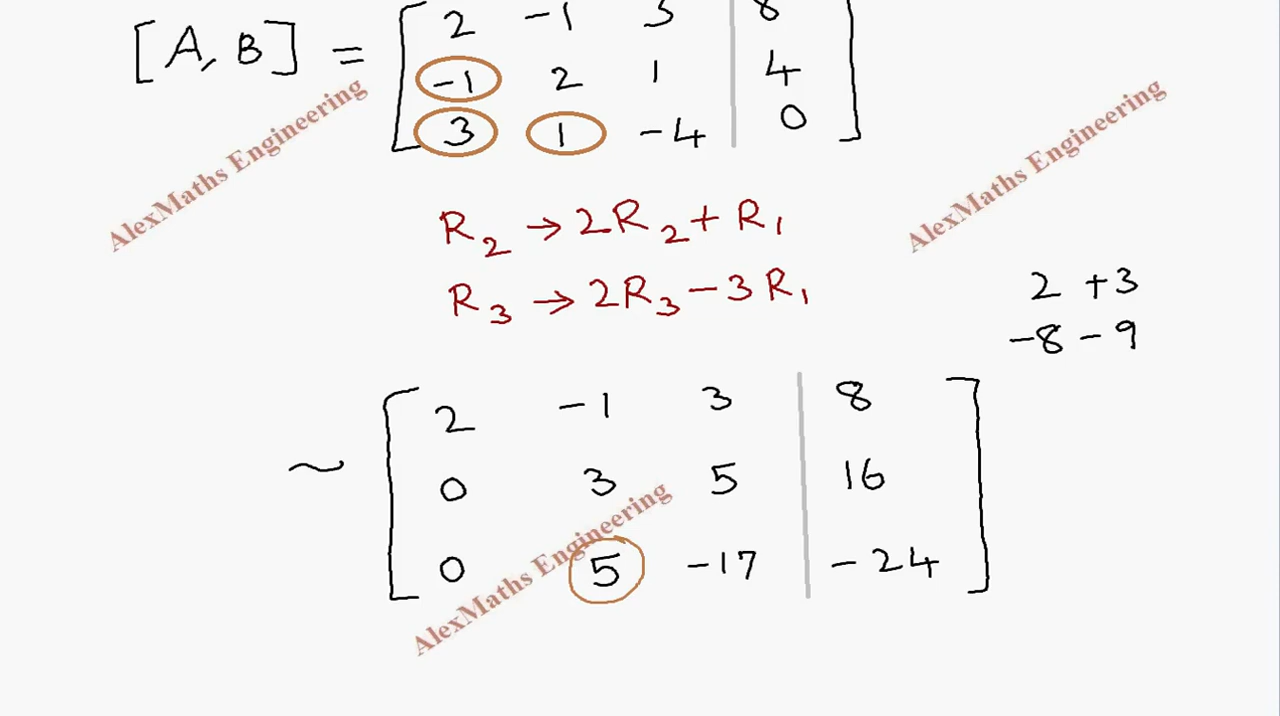 2 -1 3 8
[A, B] =
-1 2 1 4
3 1 -4 0
AlexMaths Engineering
AlexMaths Engineering
R₂ → 2R₂ + R₁
R₃ → 2R₃ - 3R₁
2 +3
-8 - 9
2 -1 3 8
~ 0 3 5 16
0 5 -17 -24
AlexMaths Engineering